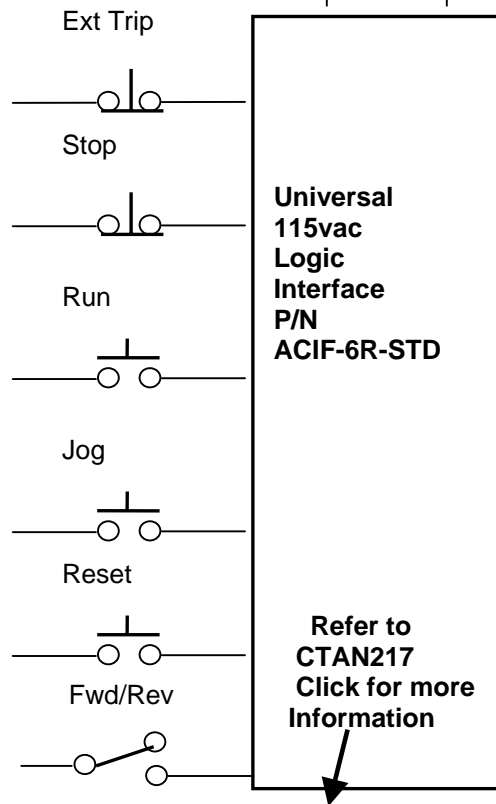 Ext Trip
Stop
Universal
115vac
Logic
Interface
P/N
ACIF-6R-STD
Run
Jog
Reset
Refer to
CTAN217
Click for more
Information
Fwd/Rev